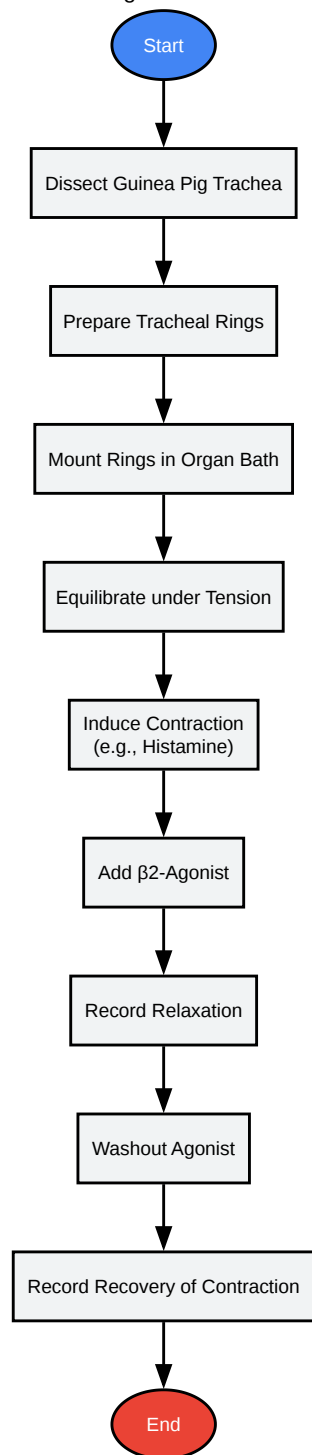 Start
Dissect Guinea Pig Trachea
Prepare Tracheal Rings
Mount Rings in Organ Bath
Equilibrate under Tension
Induce Contraction
(e.g., Histamine)
Add β2-Agonist
Record Relaxation
Washout Agonist
Record Recovery of Contraction
End